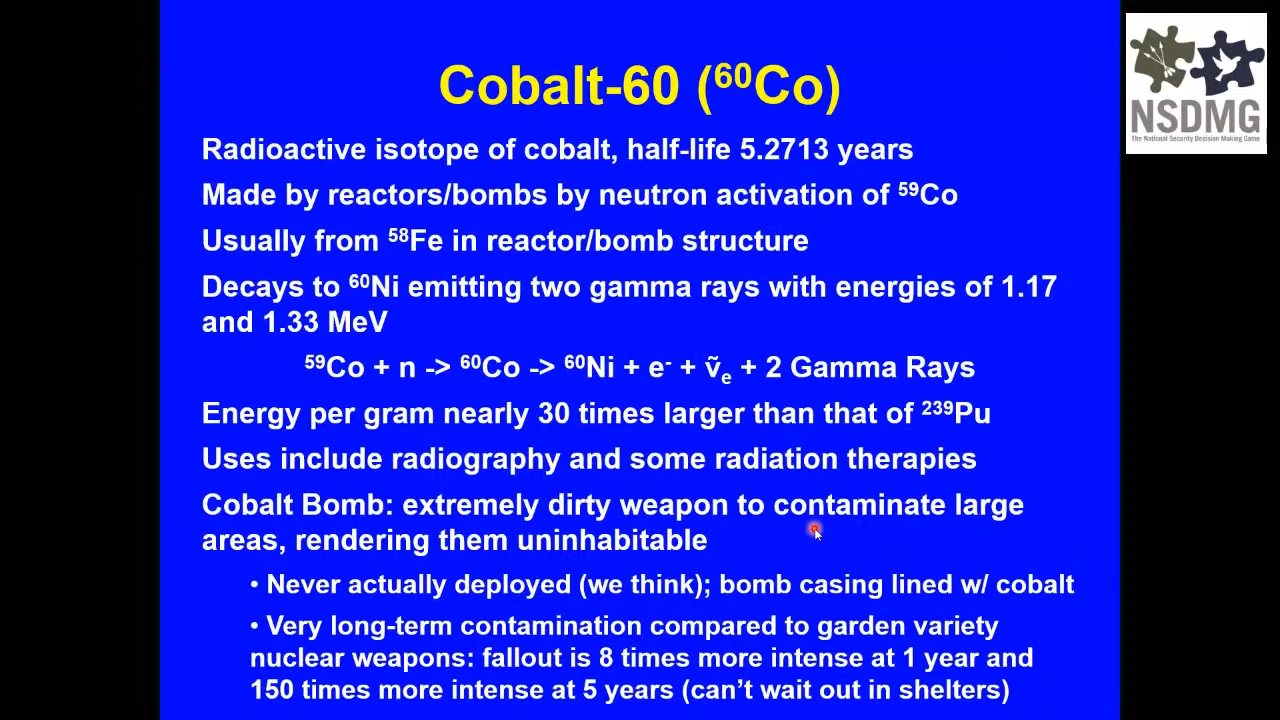 Cobalt-60 (⁶⁰Co)
NSDMG
The National Security Decision Making Game
Radioactive isotope of cobalt, half-life 5.2713 years
Made by reactors/bombs by neutron activation of ⁵⁹Co
Usually from ⁵⁸Fe in reactor/bomb structure
Decays to ⁶⁰Ni emitting two gamma rays with energies of 1.17
and 1.33 MeV
⁵⁹Co + n -> ⁶⁰Co -> ⁶⁰Ni + e⁻ + ṽₑ + 2 Gamma Rays
Energy per gram nearly 30 times larger than that of ²³⁹Pu
Uses include radiography and some radiation therapies
Cobalt Bomb: extremely dirty weapon to contaminate large
areas, rendering them uninhabitable
• Never actually deployed (we think); bomb casing lined w/ cobalt
• Very long-term contamination compared to garden variety
nuclear weapons: fallout is 8 times more intense at 1 year and
150 times more intense at 5 years (can’t wait out in shelters)